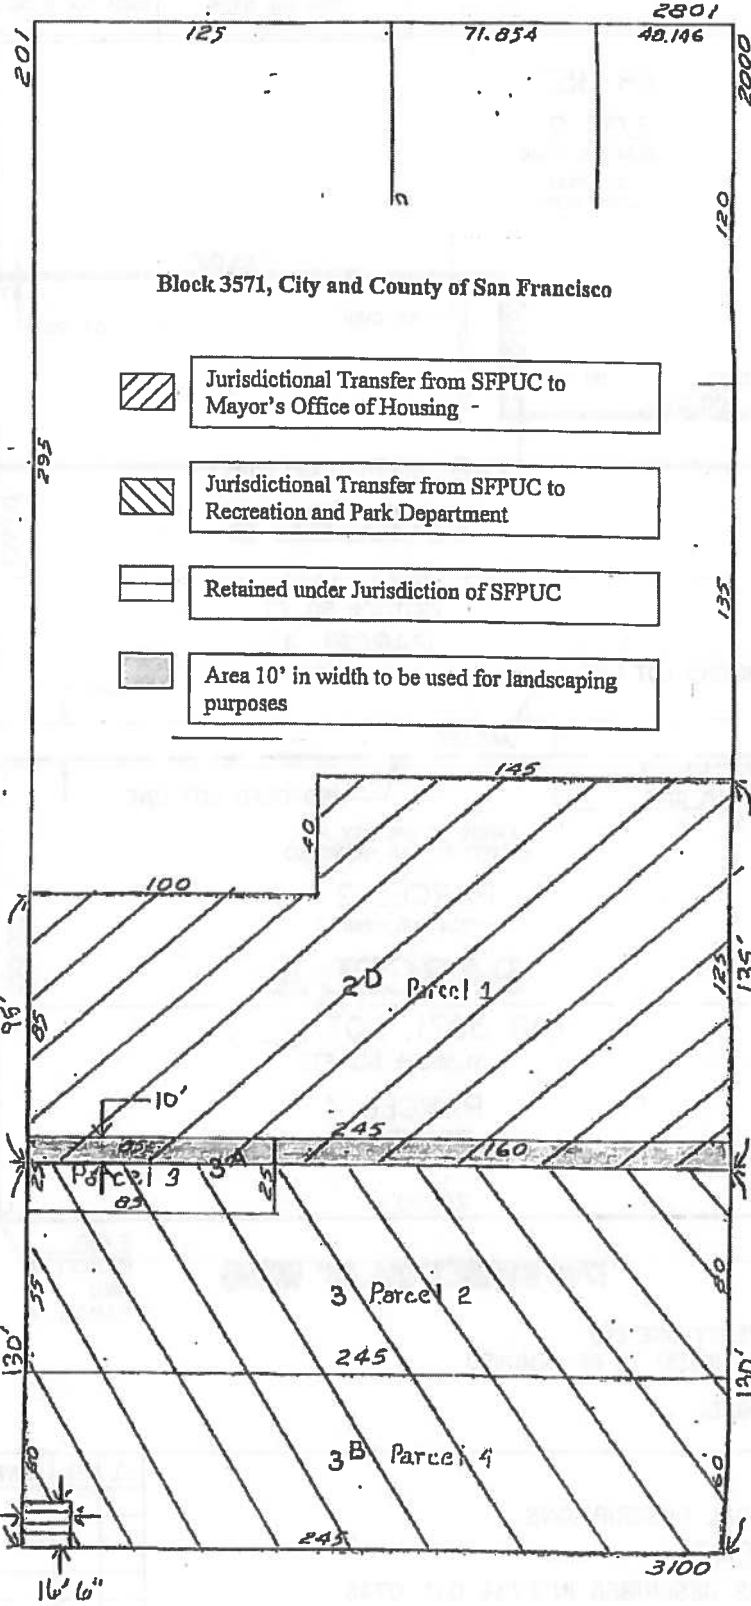 2801
201
125
71.854
48.146
2000
120
Block 3571, City and County of San Francisco
Jurisdictional Transfer from SFPUC to
Mayor's Office of Housing -
295
Jurisdictional Transfer from SFPUC to
Recreation and Park Department
Retained under Jurisdiction of SFPUC
135
Area 10' in width to be used for landscaping
purposes
145
40
100
2D Parcel 1
125
135'
95'
85
10'
245
160
25
Parcel 3
3A
25
85
55
3 Parcel 2
80
130'
245
130'
3B Parcel 4
60
60
245
3100
16' 6"